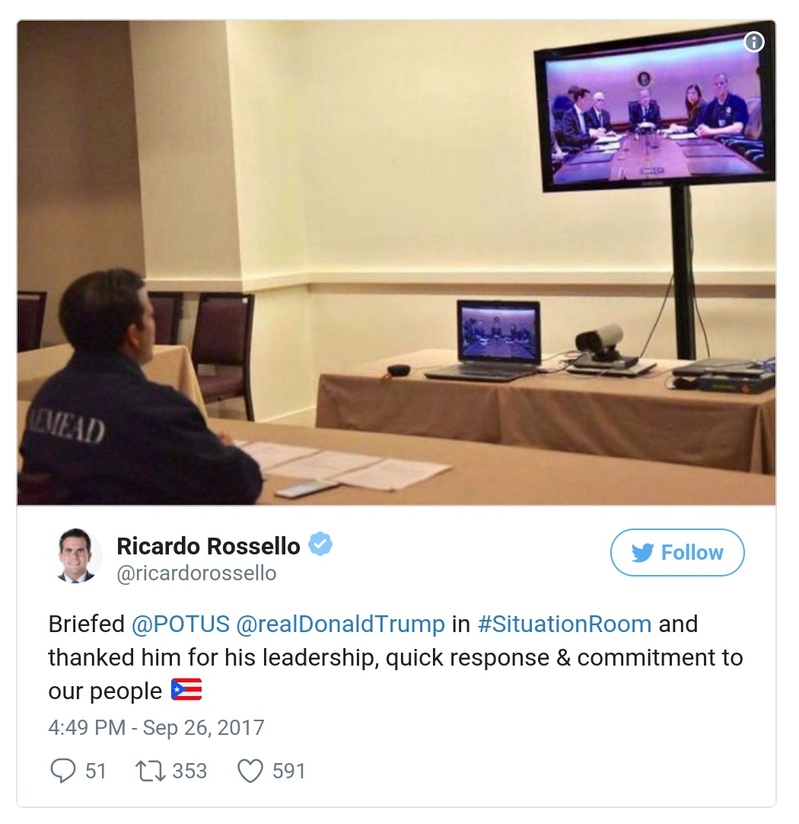 AEMEAD
Ricardo Rossello
@ricardorossello
Follow
Briefed @POTUS @realDonaldTrump in #SituationRoom and
thanked him for his leadership, quick response & commitment to
our people 🇵🇷
4:49 PM - Sep 26, 2017
51 353 591